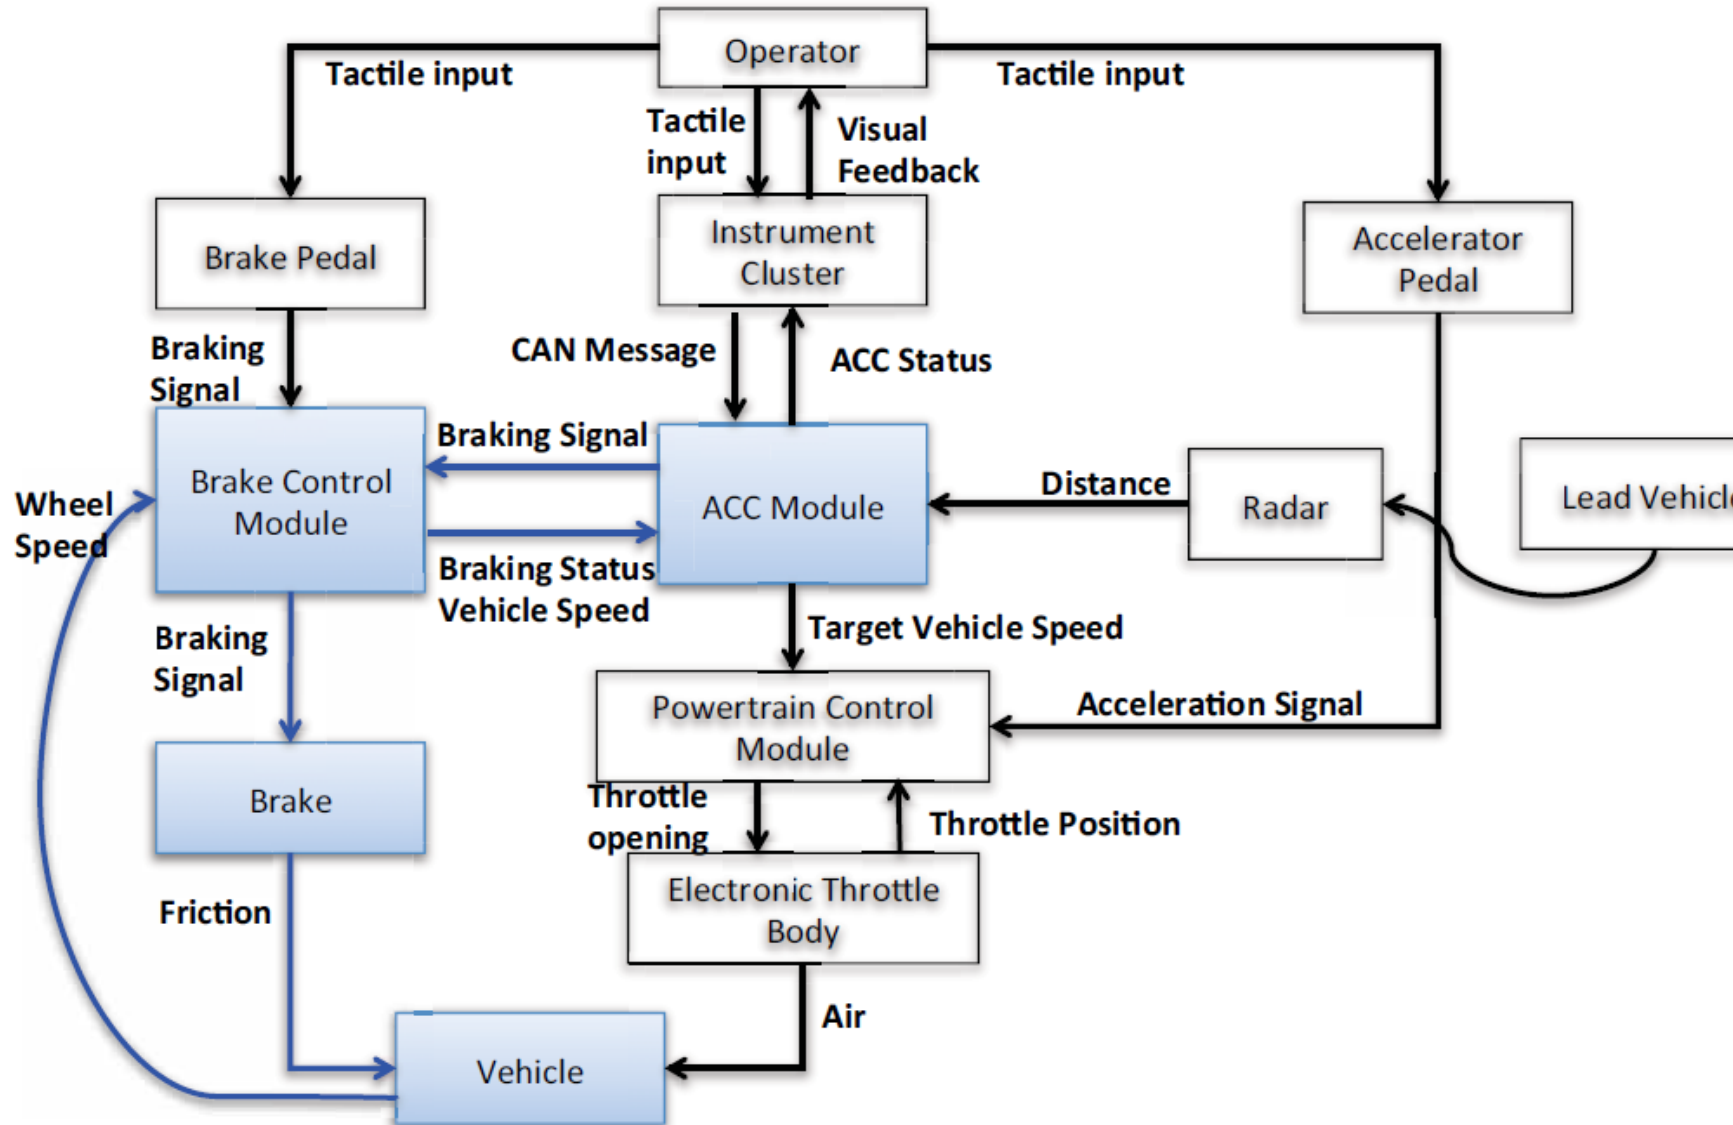 Operator
Tactile input
Tactile input
Tactile
input
Visual
Feedback
Brake Pedal
Instrument
Cluster
Accelerator
Pedal
Braking
Signal
CAN Message
ACC Status
Braking Signal
Brake Control
Module
ACC Module
Distance
Radar
Lead Vehicle
Wheel
Speed
Braking Status
Vehicle Speed
Braking
Signal
Target Vehicle Speed
Powertrain Control
Module
Acceleration Signal
Brake
Throttle
opening
Throttle Position
Electronic Throttle
Body
Friction
Air
Vehicle